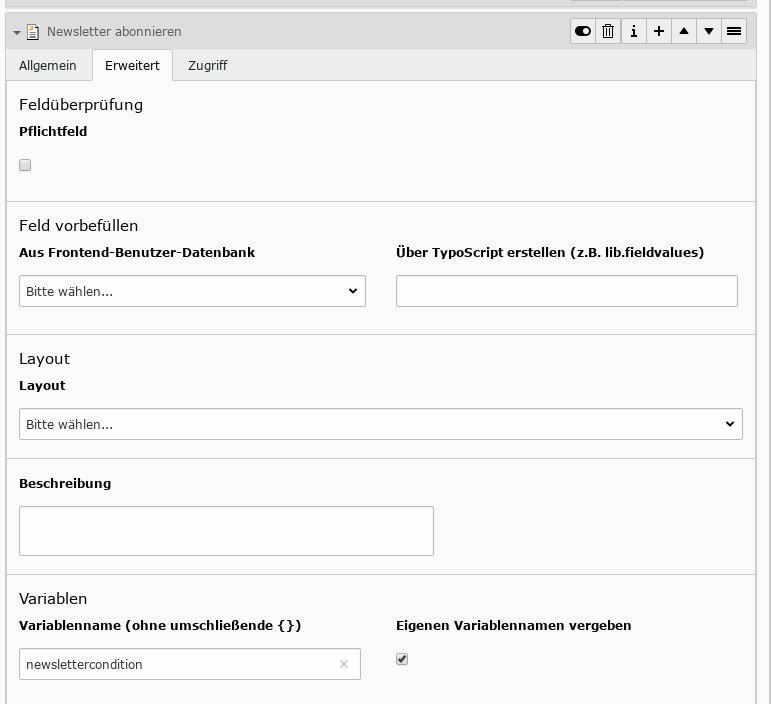 Newsletter abonnieren
Allgemein Erweitert Zugriff
Feldüberprüfung
Pflichtfeld
Feld vorbefüllen
Aus Frontend-Benutzer-Datenbank Über TypoScript erstellen (z.B. lib.fieldvalues)
Bitte wählen...
Layout
Layout
Bitte wählen...
Beschreibung
Variablen
Variablenname (ohne umschließende {}) Eigenen Variablennamen vergeben
newslettercondition